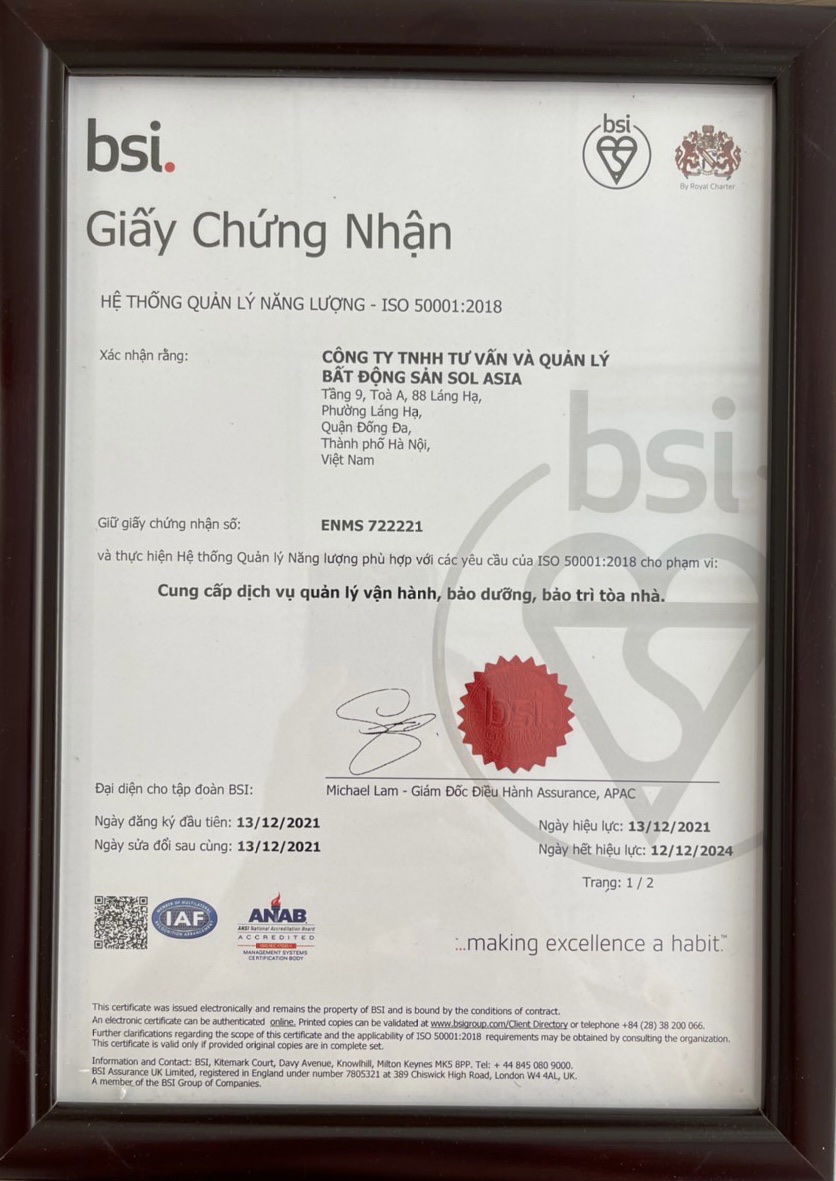 bsi.
bsi
By Royal Charter
Giấy Chứng Nhận
HỆ THỐNG QUẢN LÝ NĂNG LƯỢNG - ISO 50001:2018
Xác nhận rằng:
CÔNG TY TNHH TƯ VẤN VÀ QUẢN LÝ
BẤT ĐỘNG SẢN SOL ASIA
Tầng 9, Toà A, 88 Láng Hạ,
Phường Láng Hạ,
Quận Đống Đa,
Thành phố Hà Nội,
Việt Nam
bsi
Giữ giấy chứng nhận số:
ENMS 722221
và thực hiện Hệ thống Quản lý Năng lượng phù hợp với các yêu cầu của ISO 50001:2018 cho phạm vi:
Cung cấp dịch vụ quản lý vận hành, bảo dưỡng, bảo trì tòa nhà.
bsi.
Đại diện cho tập đoàn BSI:
Michael Lam - Giám Đốc Điều Hành Assurance, APAC
Ngày đăng ký đầu tiên: 13/12/2021
Ngày hiệu lực: 13/12/2021
Ngày sửa đổi sau cùng: 13/12/2021
Ngày hết hiệu lực: 12/12/2024
Trang: 1 / 2
MEMBER OF MULTILATERAL
IAF
RECOGNITION ARRANGEMENT
ANAB
ANSI National Accreditation Board
ACCREDITED
MANAGEMENT SYSTEMS
CERTIFICATION BODY
...making excellence a habit.™
This certificate was issued electronically and remains the property of BSI and is bound by the conditions of contract.
An electronic certificate can be authenticated online. Printed copies can be validated at www.bsigroup.com/Client Directory or telephone +84 (28) 38 200 066.
Further clarifications regarding the scope of this certificate and the applicability of ISO 50001:2018 requirements may be obtained by consulting the organization.
This certificate is valid only if provided original copies are in complete set.
Information and Contact: BSI, Kitemark Court, Davy Avenue, Knowlhill, Milton Keynes MK5 8PP. Tel: + 44 845 080 9000.
BSI Assurance UK Limited, registered in England under number 7805321 at 389 Chiswick High Road, London W4 4AL, UK.
A member of the BSI Group of Companies.